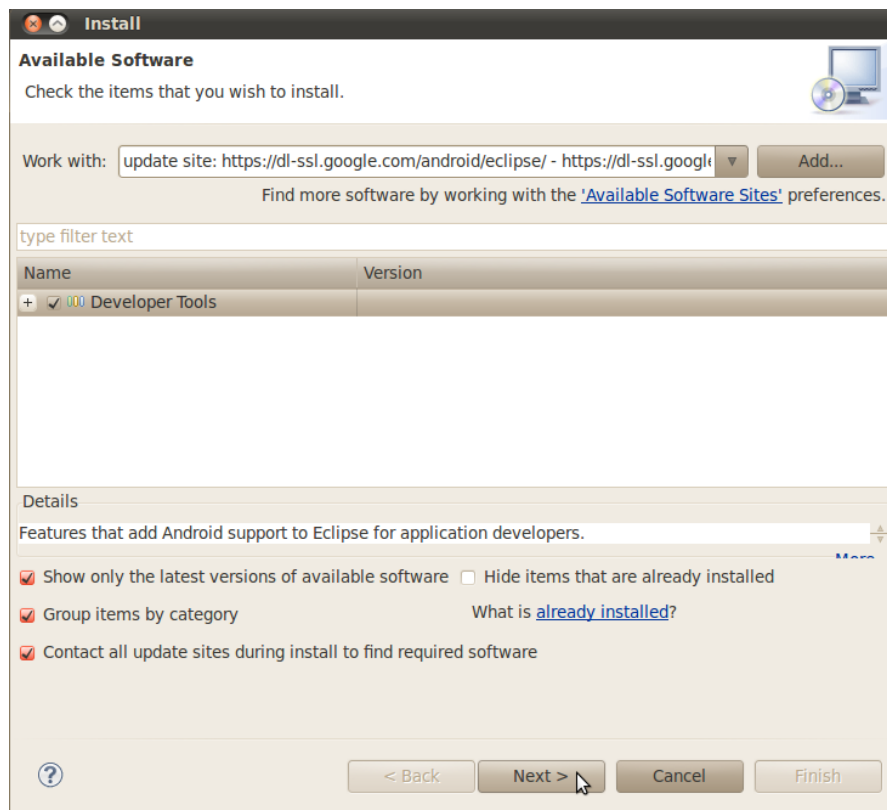 Install
Available Software
Check the items that you wish to install.
Work with: update site: https://dl-ssl.google.com/android/eclipse/ - https://dl-ssl.googl Add...
Find more software by working with the 'Available Software Sites' preferences.
type filter text
Name Version
Developer Tools
Details
Features that add Android support to Eclipse for application developers.
More
Show only the latest versions of available software Hide items that are already installed
Group items by category What is already installed?
Contact all update sites during install to find required software
< Back Next > Cancel Finish